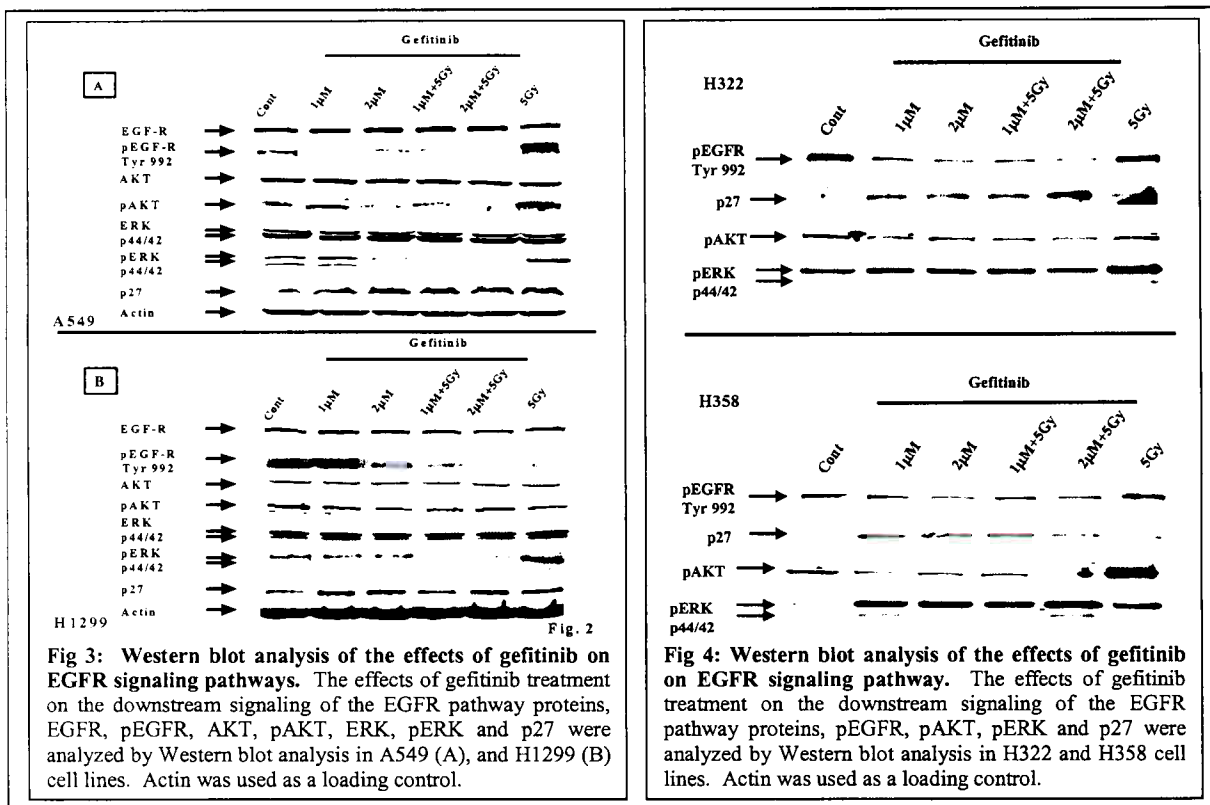 Gefitinib
A
Cont 1µM 2µM 1µM+5Gy 2µM+5Gy 5Gy
EGF-R
pEGF-R
Tyr 992
AKT
pAKT
ERK
p44/42
pERK
p44/42
p27
Actin
A549
Gefitinib
B
Cont 1µM 2µM 1µM+5Gy 2µM+5Gy 5Gy
EGF-R
pEGF-R
Tyr 992
AKT
pAKT
ERK
p44/42
pERK
p44/42
p27
Actin
H1299
Fig. 2
Fig 3: Western blot analysis of the effects of gefitinib on
EGFR signaling pathways. The effects of gefitinib treatment
on the downstream signaling of the EGFR pathway proteins,
EGFR, pEGFR, AKT, pAKT, ERK, pERK and p27 were
analyzed by Western blot analysis in A549 (A), and H1299 (B)
cell lines. Actin was used as a loading control.
Gefitinib
H322
Cont 1µM 2µM 1µM+5Gy 2µM+5Gy 5Gy
pEGFR
Tyr 992
p27
pAKT
pERK
p44/42
Gefitinib
H358
Cont 1µM 2µM 1µM+5Gy 2µM+5Gy 5Gy
pEGFR
Tyr 992
p27
pAKT
pERK
p44/42
Fig 4: Western blot analysis of the effects of gefitinib
on EGFR signaling pathway. The effects of gefitinib
treatment on the downstream signaling of the EGFR
pathway proteins, pEGFR, pAKT, pERK and p27 were
analyzed by Western blot analysis in H322 and H358 cell
lines. Actin was used as a loading control.